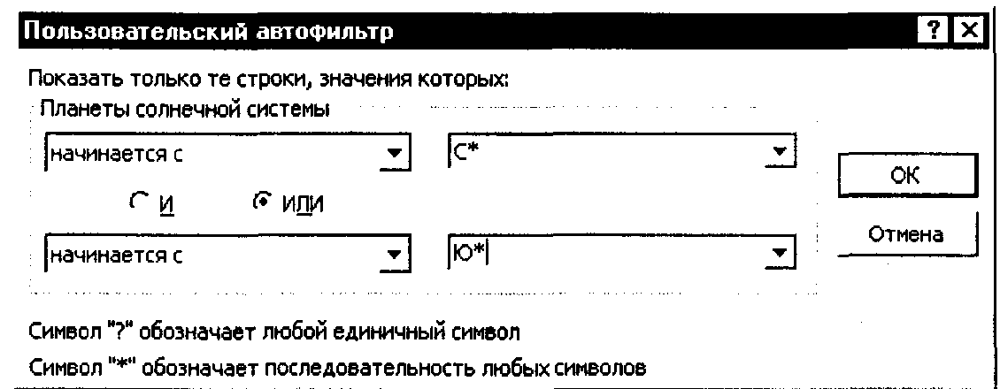 Пользовательский автофильтр ? X
Показать только те строки, значения которых:
Планеты солнечной системы
начинается с С*
И ИЛИ
ОК
начинается с Ю*
Отмена
Символ "?" обозначает любой единичный символ
Символ "*" обозначает последовательность любых символов